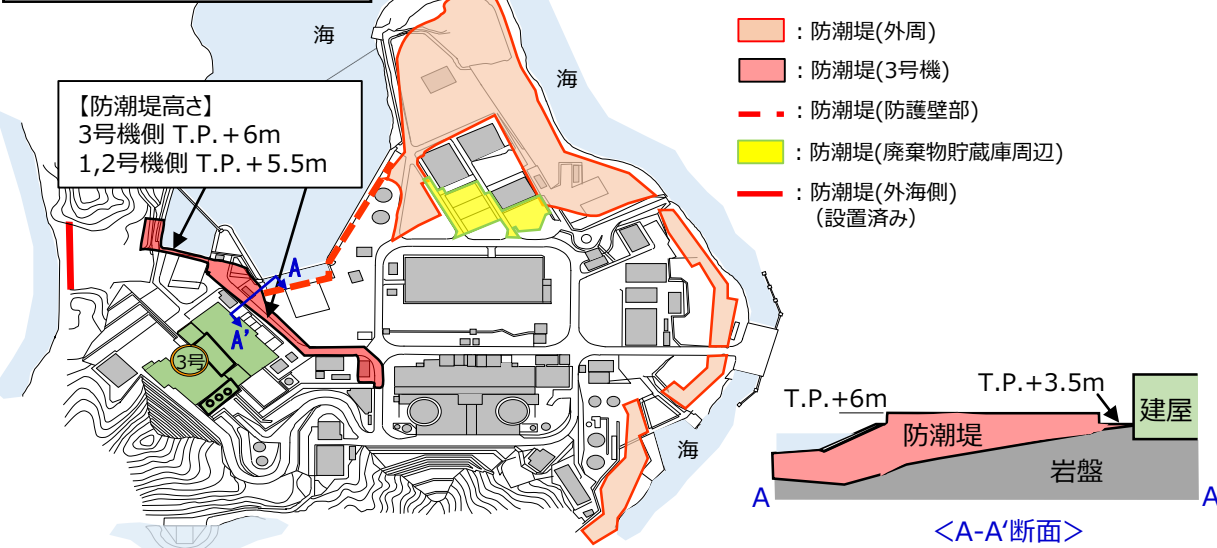 海
海
【防潮堤高さ】
3号機側 T.P.+6m
1,2号機側 T.P.+5.5m
：防潮堤(外周)
：防潮堤(3号機)
：防潮堤(防護壁部)
：防潮堤(廃棄物貯蔵庫周辺)
：防潮堤(外海側)
（設置済み）
A
A'
3号
海
T.P.+6m
T.P.+3.5m
建屋
防潮堤
岩盤
A
A
＜A-A‘断面＞